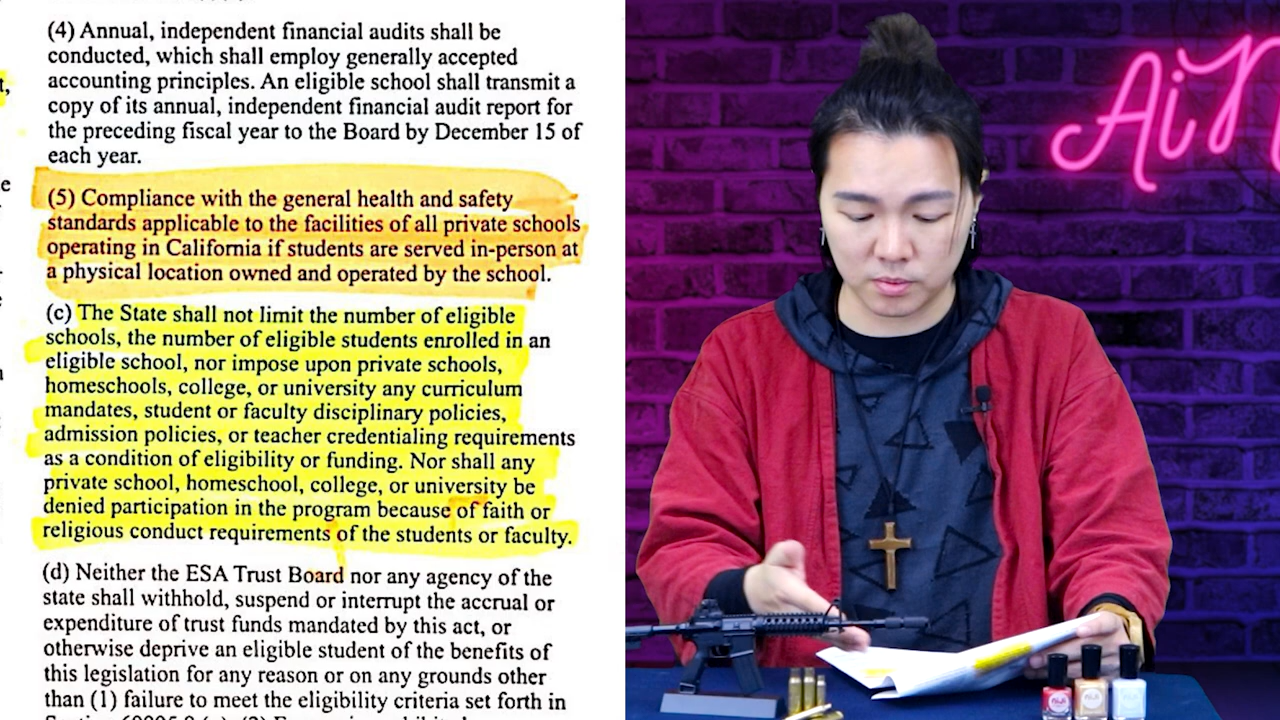 (4) Annual, independent financial audits shall be
conducted, which shall employ generally accepted
accounting principles. An eligible school shall transmit a
copy of its annual, independent financial audit report for
the preceding fiscal year to the Board by December 15 of
each year.
(5) Compliance with the general health and safety
standards applicable to the facilities of all private schools
operating in California if students are served in-person at
a physical location owned and operated by the school.
(c) The State shall not limit the number of eligible
schools, the number of eligible students enrolled in an
eligible school, nor impose upon private schools,
homeschools, college, or university any curriculum
mandates, student or faculty disciplinary policies,
admission policies, or teacher credentialing requirements
as a condition of eligibility or funding. Nor shall any
private school, homeschool, college, or university be
denied participation in the program because of faith or
religious conduct requirements of the students or faculty.
(d) Neither the ESA Trust Board nor any agency of the
state shall withhold, suspend or interrupt the accrual or
expenditure of trust funds mandated by this act, or
otherwise deprive an eligible student of the benefits of
this legislation for any reason or on any grounds other
than (1) failure to meet the eligibility criteria set forth in
Ai